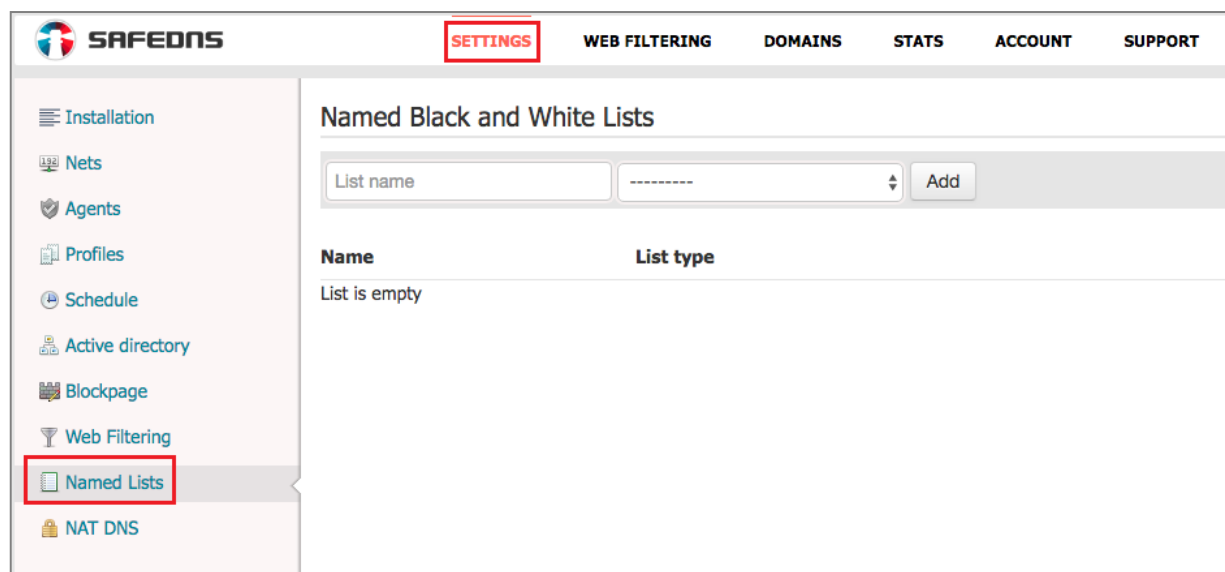 SAFEDNS
SETTINGS WEB FILTERING DOMAINS STATS ACCOUNT SUPPORT
Installation
Nets
Agents
Profiles
Schedule
Active directory
Blockpage
Web Filtering
Named Lists
NAT DNS
Named Black and White Lists
List name --------- Add
Name List type
List is empty